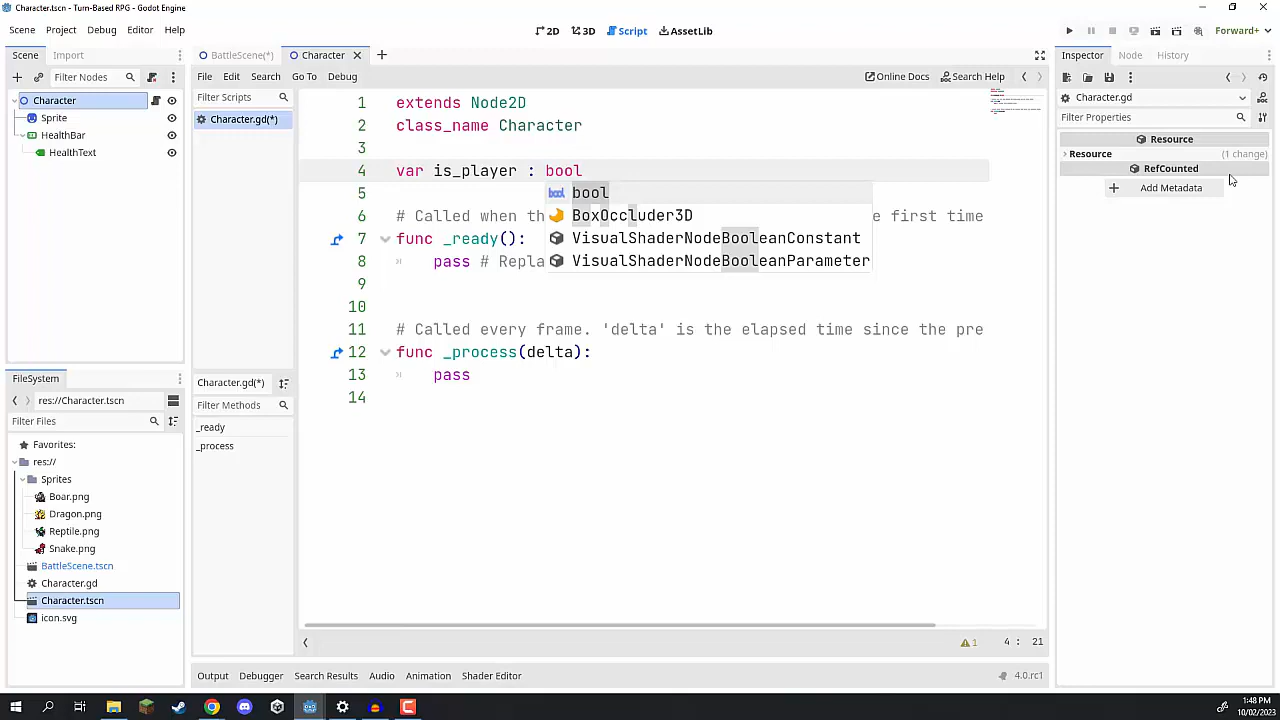 Character.tscn - Turn-Based RPG - Godot Engine
Scene Project Debug Editor Help
2D 3D Script AssetLib
Forward+
Scene Import
Filter Nodes
Character
Sprite
HealthBar
HealthText
BattleScene(*) Character
File Edit Search Go To Debug
Online Docs Search Help
Filter Scripts
Character.gd(*)
1 extends Node2D
2 class_name Character
3
4 var is_player : bool
5
bool
BoxOccluder3D
VisualShaderNodeBooleanConstant
VisualShaderNodeBooleanParameter
6 # Called when th e first time
7 func _ready():
8 pass # Repla
9
10
11 # Called every frame. 'delta' is the elapsed time since the pre
12 func _process(delta):
13 pass
14
Character.gd(*)
Filter Methods
_ready
_process
1 4 : 21
Output Debugger Search Results Audio Animation Shader Editor
4.0.rc1
FileSystem
res://Character.tscn
Filter Files
Favorites:
res://
Sprites
Boar.png
Dragon.png
Reptile.png
Snake.png
BattleScene.tscn
Character.gd
Character.tscn
icon.svg
Inspector Node History
Character.gd
Filter Properties
Resource
Resource (1 change)
RefCounted
Add Metadata
1:48 PM
10/02/2023